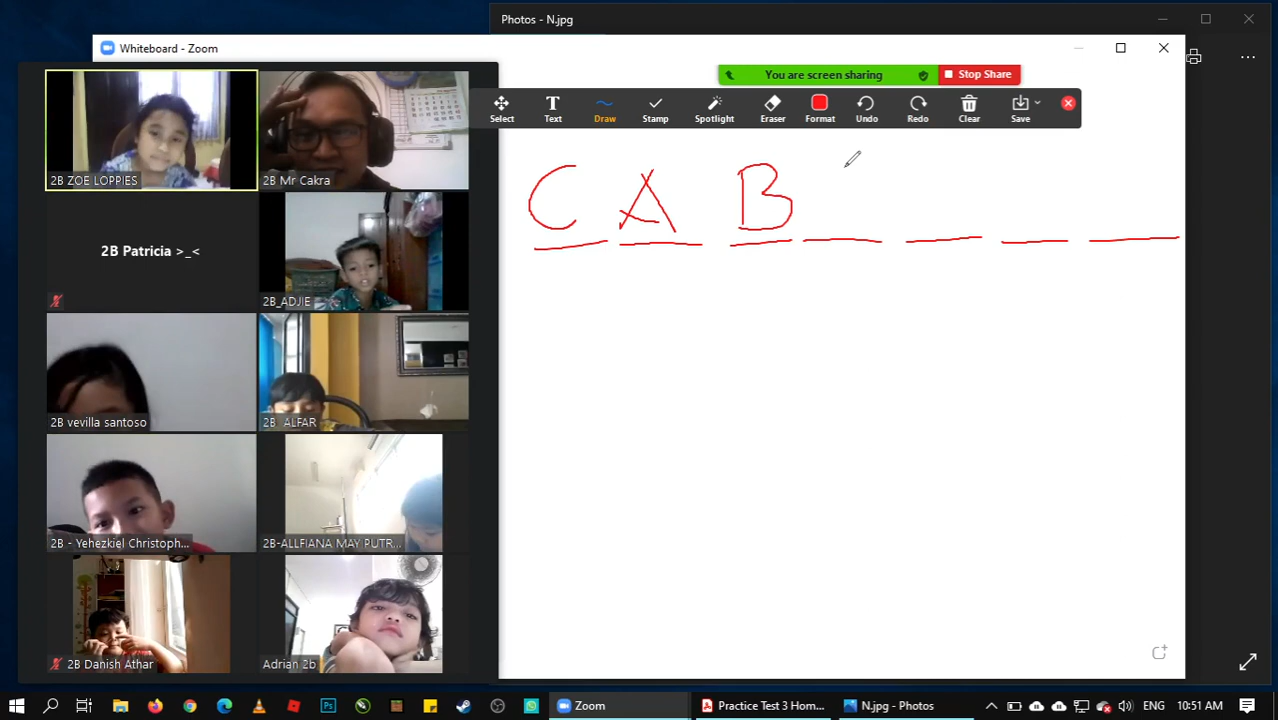 Photos - N.jpg
Whiteboard - Zoom
You are screen sharing
Stop Share
Select
Text
Draw
Stamp
Spotlight
Eraser
Format
Undo
Redo
Clear
Save
2B ZOE LOPPIES
2B Mr Cakra
2B Patricia >_<
2B_ADJIE
2B vevilla santoso
2B_ALFAR
2B - Yehezkiel Christoph...
2B-ALLFIANA MAY PUTR...
2B Danish Athar
Adrian 2b
C A B _ _ _ _
Zoom
Practice Test 3 Hom...
N.jpg - Photos
ENG
10:51 AM